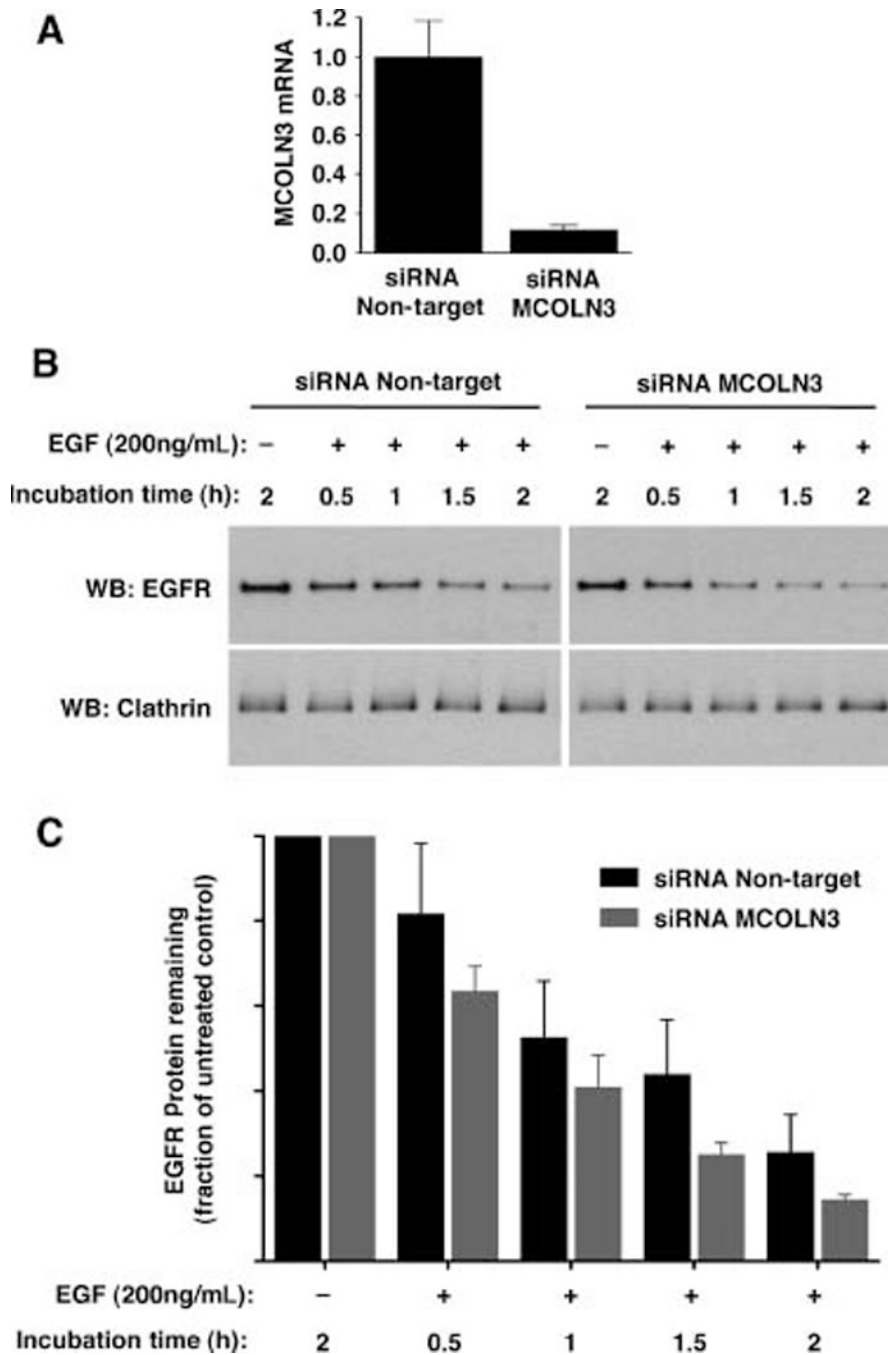 A
MCOLN3 mRNA
1.2
1.0
0.8
0.6
0.4
0.2
0.0
siRNA Non-target
siRNA MCOLN3
B
siRNA Non-target siRNA MCOLN3
EGF (200ng/mL): – + + + + – + + + +
Incubation time (h): 2 0.5 1 1.5 2 2 0.5 1 1.5 2
WB: EGFR
WB: Clathrin
C
EGFR Protein remaining
(fraction of untreated control)
siRNA Non-target
siRNA MCOLN3
EGF (200ng/mL): – + + + +
Incubation time (h): 2 0.5 1 1.5 2